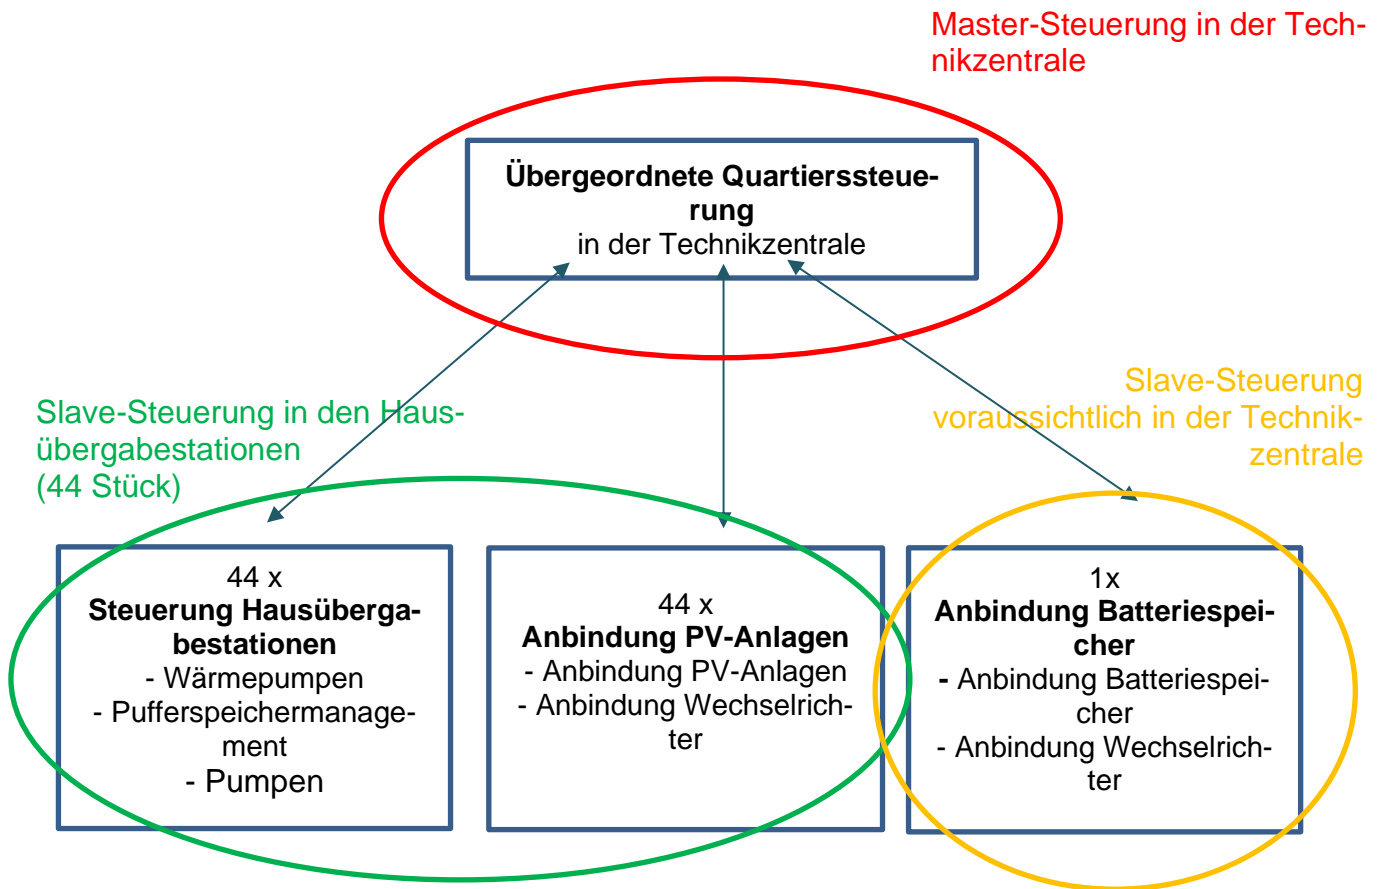 Master-Steuerung in der Tech-
nikzentrale
Übergeordnete Quartierssteue-
rung
in der Technikzentrale
Slave-Steuerung in den Haus-
übergabestationen
(44 Stück)
Slave-Steuerung
voraussichtlich in der Technik-
zentrale
44 x
Steuerung Hausüberga-
bestationen
- Wärmepumpen
- Pufferspeichermanage-
ment
- Pumpen
44 x
Anbindung PV-Anlagen
- Anbindung PV-Anlagen
- Anbindung Wechselrich-
ter
1x
Anbindung Batteriespei-
cher
- Anbindung Batteriespei-
cher
- Anbindung Wechselrich-
ter